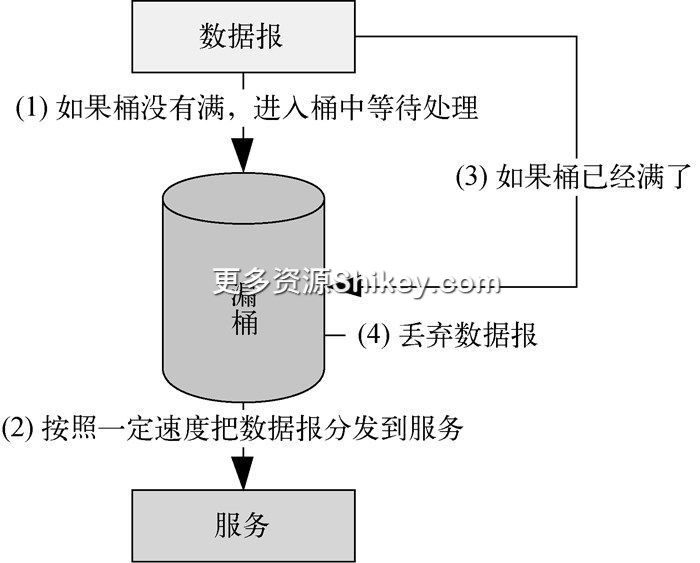 数据报
(1) 如果桶没有满，进入桶中等待处理
(3) 如果桶已经满了
更多资源Shikey.com
漏桶
(4) 丢弃数据报
(2) 按照一定速度把数据报分发到服务
服务